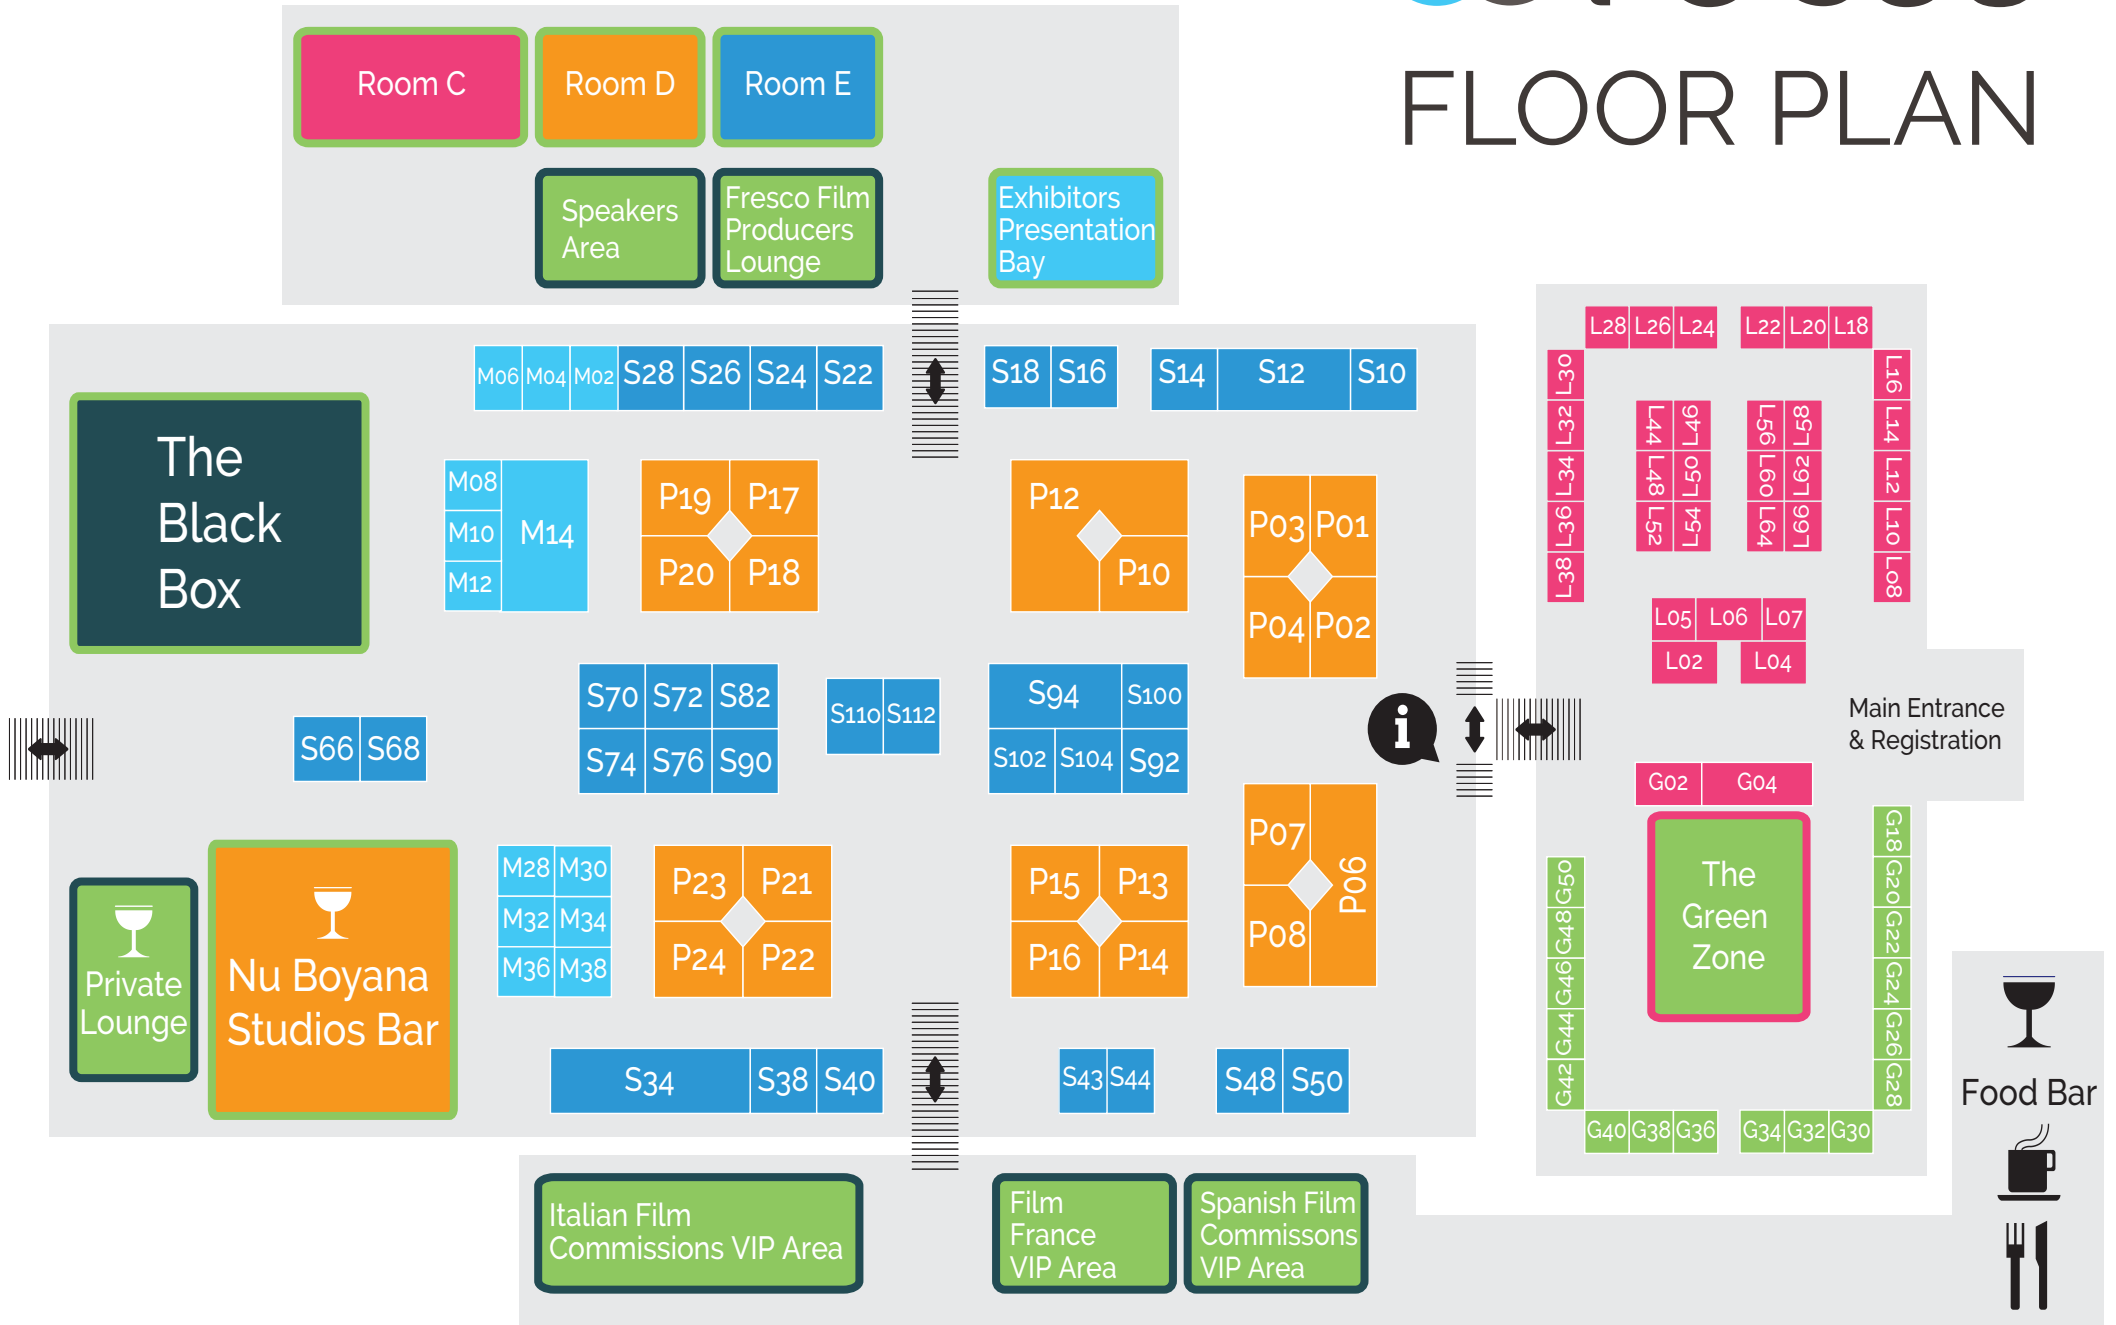 FLOOR PLAN
Room C
Room D
Room E
Speakers
Area
Fresco Film
Producers
Lounge
Exhibitors
Presentation
Bay
M06 M04 M02 S28 S26 S24 S22
S18 S16
S14 S12 S10
The
Black
Box
M08
M10
M12
M14
P19 P17
P20 P18
P12
P10
P03 P01
P04 P02
S66 S68
S70 S72 S82
S74 S76 S90
S110 S112
S94 S100
S102 S104 S92
P07
P08
P06
Private
Lounge
Nu Boyana
Studios Bar
M28 M30
M32 M34
M36 M38
P23 P21
P24 P22
P15 P13
P16 P14
S34 S38 S40
S43 S44
S48 S50
Italian Film
Commissions VIP Area
Film
France
VIP Area
Spanish Film
Commissons
VIP Area
L28 L26 L24
L22 L20 L18
L30
L32
L34
L36
L38
L44 L46
L48 L50
L52 L54
L56 L58
L60 L62
L64 L66
L16
L14
L12
L10
L08
L05 L06 L07
L02 L04
i
Main Entrance
& Registration
G02 G04
The
Green
Zone
G50
G48
G46
G44
G42
G18
G20
G22
G24
G26
G28
G40 G38 G36
G34 G32 G30
Food Bar